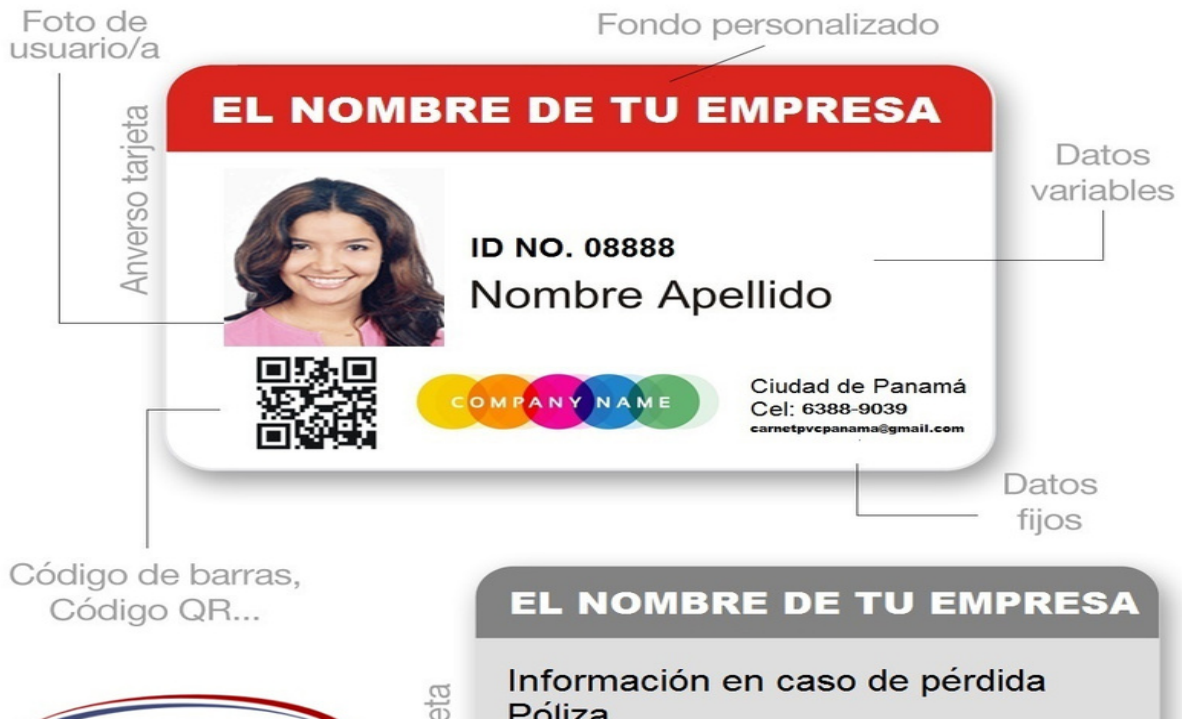 Foto de
usuario/a
Fondo personalizado
Anverso tarjeta
EL NOMBRE DE TU EMPRESA
Datos
variables
ID NO. 08888
Nombre Apellido
COMPANY NAME
Ciudad de Panamá
Cel: 6388-9039
carnetpvcpanama@gmail.com
Datos
fijos
Código de barras,
Código QR...
EL NOMBRE DE TU EMPRESA
Información en caso de pérdida
Póliza